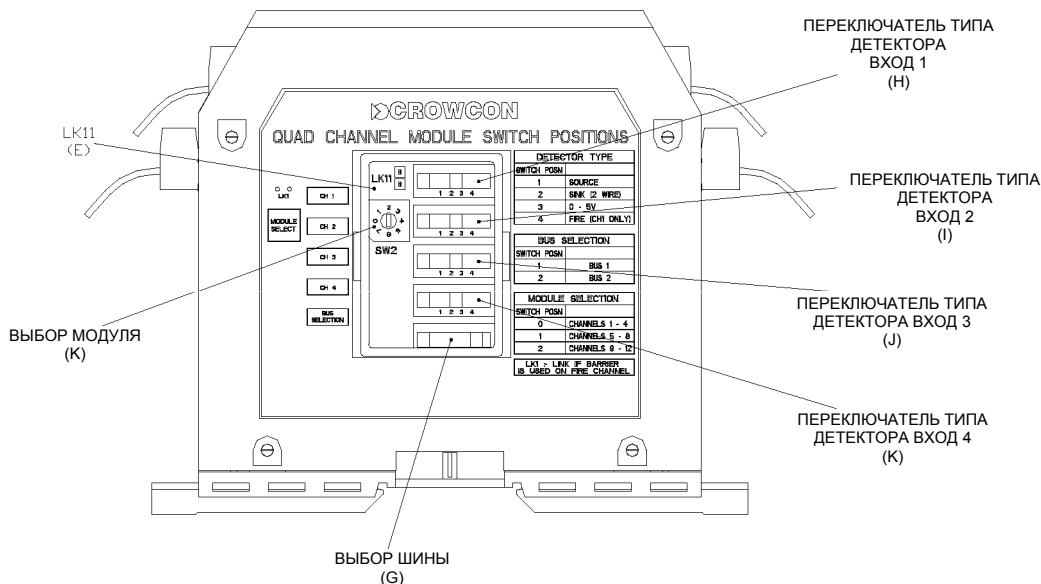 ПЕРЕКЛЮЧАТЕЛЬ ТИПА
ДЕТЕКТОРА
ВХОД 1
(H)
CROWCON
QUAD CHANNEL MODULE SWITCH POSITIONS
LK11
(E)
LK11
1 2 3 4
DETECTOR TYPE
SWITCH POSN
1 SOURCE
2 SINK (2 WIRE)
3 0 - 5V
4 FIRE (CH1 ONLY)
ПЕРЕКЛЮЧАТЕЛЬ ТИПА
ДЕТЕКТОРА
ВХОД 2
(I)
LK1
CH 1
MODULE
SELECT
CH 2
SW2
1 2 3 4
BUS SELECTION
SWITCH POSN
1 BUS 1
2 BUS 2
CH 3
1 2 3 4
CH 4
BUS
SELECTION
1 2 3 4
MODULE SELECTION
SWITCH POSN
0 CHANNELS 1 - 4
1 CHANNELS 5 - 8
2 CHANNELS 9 - 12
LK1 - LINK IF BARRIER
IS USED ON FIRE CHANNEL
ПЕРЕКЛЮЧАТЕЛЬ ТИПА
ДЕТЕКТОРА ВХОД 3
(J)
ВЫБОР МОДУЛЯ
(K)
ПЕРЕКЛЮЧАТЕЛЬ ТИПА
ДЕТЕКТОРА ВХОД 4
(K)
ВЫБОР ШИНЫ
(G)